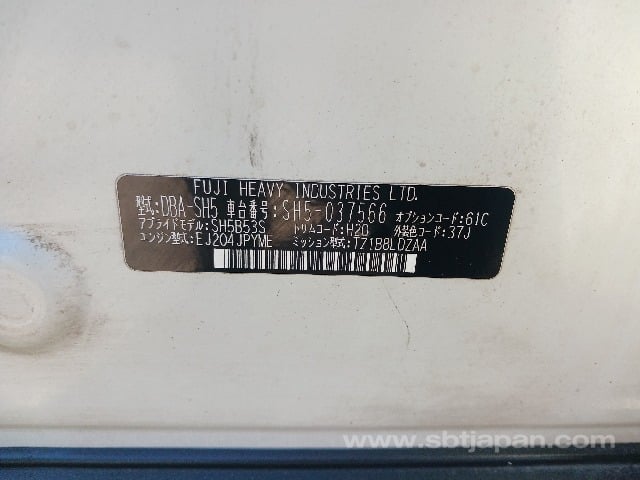 FUJI HEAVY INDUSTRIES LTD.
型式:DBA-SH5 車台番号:SH5-037566 オプションコード:61C
アプライドモデル:SH5B53S トリムコード:H20 外装色コード:37J
エンジン型式:EJ204JPYME ミッション型式:T71B8LDZAA
www.sbtjapan.com